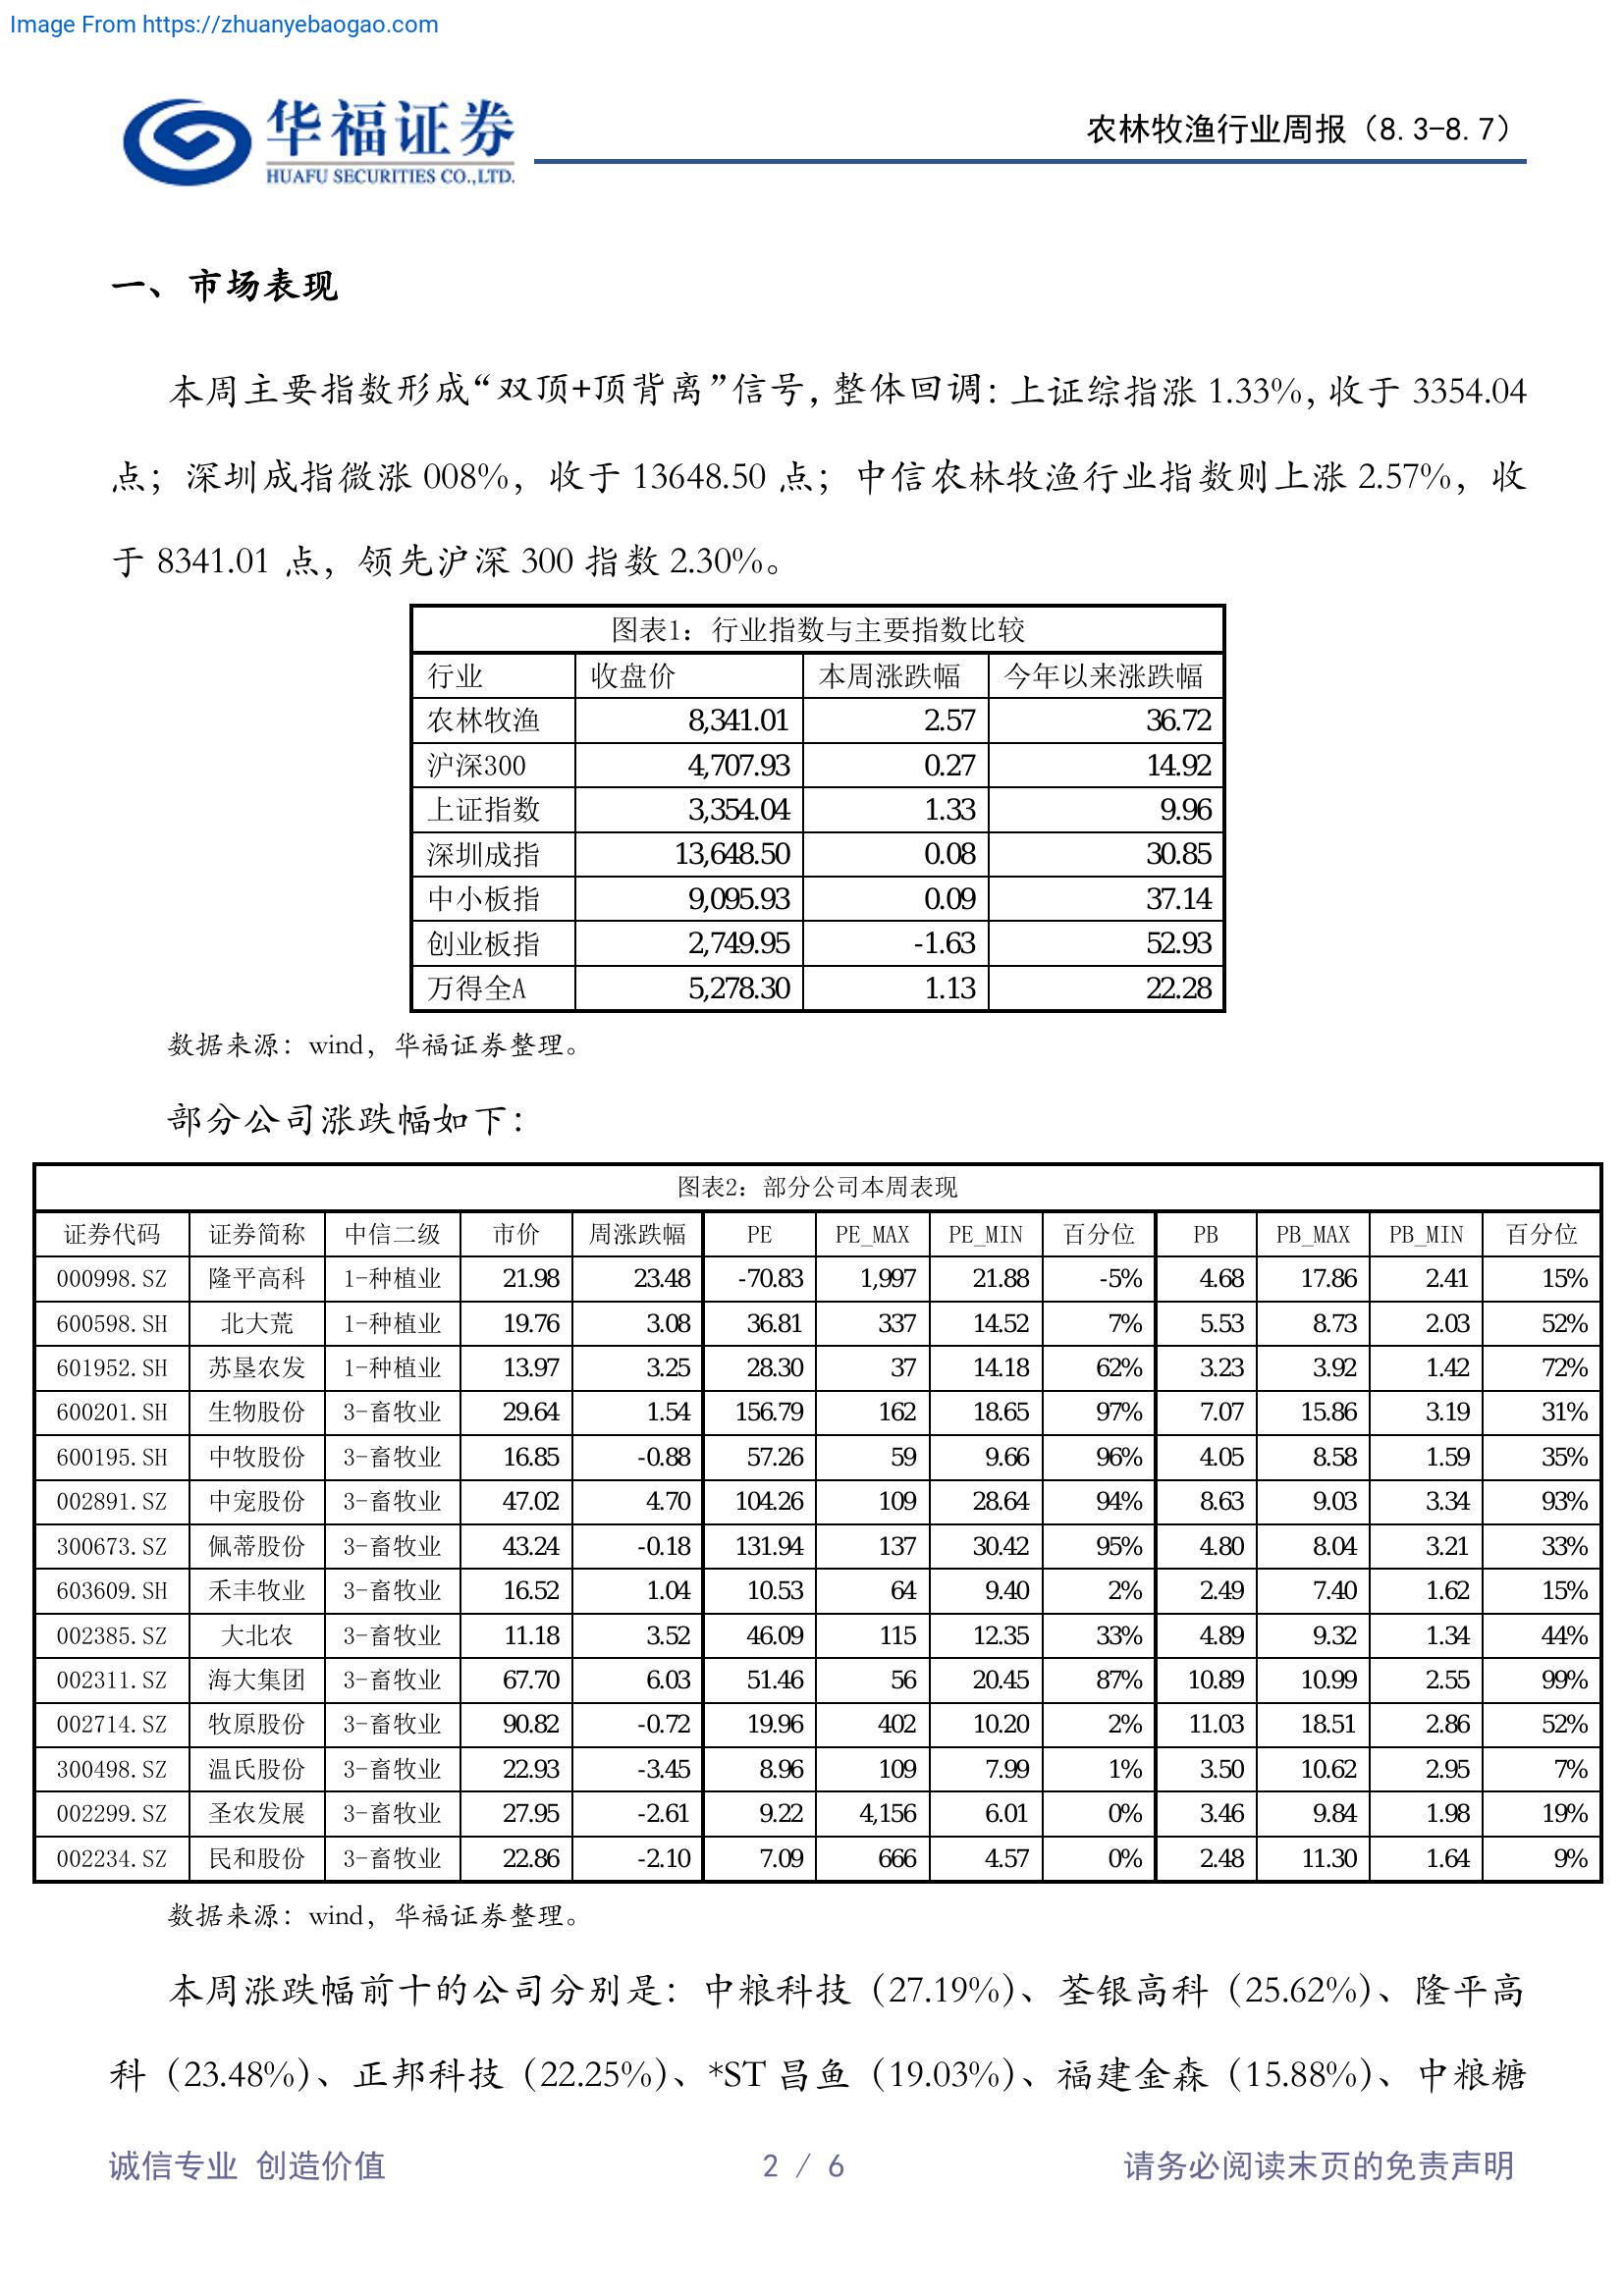 Image From https://zhuanyebaogao.com
华福证券
HUAFU SECURITIES CO.,LTD.
农林牧渔行业周报（8.3-8.7）
一、市场表现
本周主要指数形成“双顶+顶背离”信号，整体回调：上证综指涨 1.33%，收于 3354.04
点；深圳成指微涨 008%，收于 13648.50 点；中信农林牧渔行业指数则上涨 2.57%，收
于 8341.01 点，领先沪深 300 指数 2.30%。
图表1：行业指数与主要指数比较
行业 收盘价 本周涨跌幅 今年以来涨跌幅
农林牧渔 8,341.01 2.57 36.72
沪深300 4,707.93 0.27 14.92
上证指数 3,354.04 1.33 9.96
深圳成指 13,648.50 0.08 30.85
中小板指 9,095.93 0.09 37.14
创业板指 2,749.95 -1.63 52.93
万得全A 5,278.30 1.13 22.28
数据来源：wind，华福证券整理。
部分公司涨跌幅如下：
图表2：部分公司本周表现
证券代码 证券简称 中信二级 市价 周涨跌幅 PE PE_MAX PE_MIN 百分位 PB PB_MAX PB_MIN 百分位
000998.SZ 隆平高科 1-种植业 21.98 23.48 -70.83 1,997 21.88 -5% 4.68 17.86 2.41 15%
600598.SH 北大荒 1-种植业 19.76 3.08 36.81 337 14.52 7% 5.53 8.73 2.03 52%
601952.SH 苏垦农发 1-种植业 13.97 3.25 28.30 37 14.18 62% 3.23 3.92 1.42 72%
600201.SH 生物股份 3-畜牧业 29.64 1.54 156.79 162 18.65 97% 7.07 15.86 3.19 31%
600195.SH 中牧股份 3-畜牧业 16.85 -0.88 57.26 59 9.66 96% 4.05 8.58 1.59 35%
002891.SZ 中宠股份 3-畜牧业 47.02 4.70 104.26 109 28.64 94% 8.63 9.03 3.34 93%
300673.SZ 佩蒂股份 3-畜牧业 43.24 -0.18 131.94 137 30.42 95% 4.80 8.04 3.21 33%
603609.SH 禾丰牧业 3-畜牧业 16.52 1.04 10.53 64 9.40 2% 2.49 7.40 1.62 15%
002385.SZ 大北农 3-畜牧业 11.18 3.52 46.09 115 12.35 33% 4.89 9.32 1.34 44%
002311.SZ 海大集团 3-畜牧业 67.70 6.03 51.46 56 20.45 87% 10.89 10.99 2.55 99%
002714.SZ 牧原股份 3-畜牧业 90.82 -0.72 19.96 402 10.20 2% 11.03 18.51 2.86 52%
300498.SZ 温氏股份 3-畜牧业 22.93 -3.45 8.96 109 7.99 1% 3.50 10.62 2.95 7%
002299.SZ 圣农发展 3-畜牧业 27.95 -2.61 9.22 4,156 6.01 0% 3.46 9.84 1.98 19%
002234.SZ 民和股份 3-畜牧业 22.86 -2.10 7.09 666 4.57 0% 2.48 11.30 1.64 9%
数据来源：wind，华福证券整理。
本周涨跌幅前十的公司分别是：中粮科技（27.19%）、荃银高科（25.62%）、隆平高
科（23.48%）、正邦科技（22.25%）、*ST 昌鱼（19.03%）、福建金森（15.88%）、中粮糖
诚信专业 创造价值 2 / 6 请务必阅读末页的免责声明